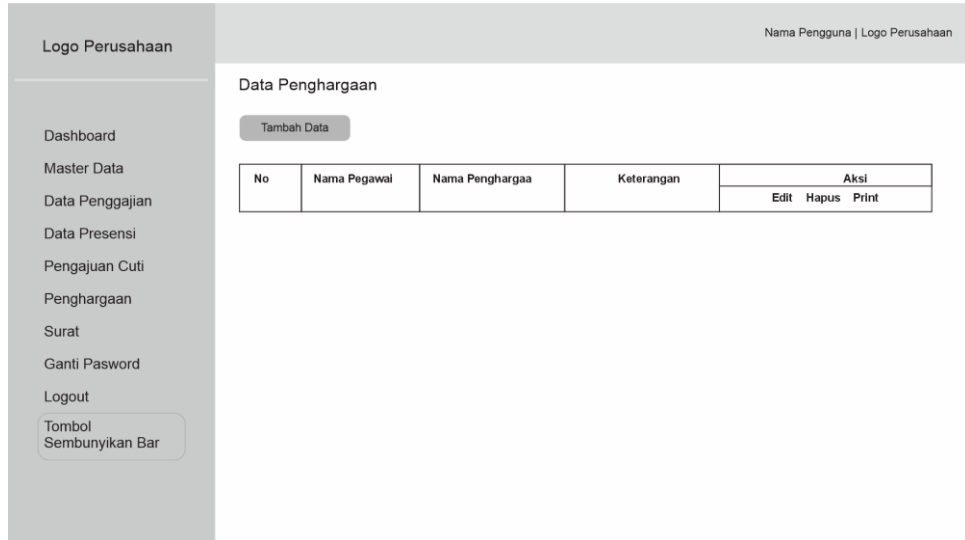 Logo Perusahaan
Nama Pengguna | Logo Perusahaan
Dashboard
Master Data
Data Penggajian
Data Presensi
Pengajuan Cuti
Penghargaan
Surat
Ganti Pasword
Logout
Tombol
Sembunyikan Bar
Data Penghargaan
Tambah Data
No Nama Pegawai Nama Penghargaa Keterangan Aksi
Edit Hapus Print